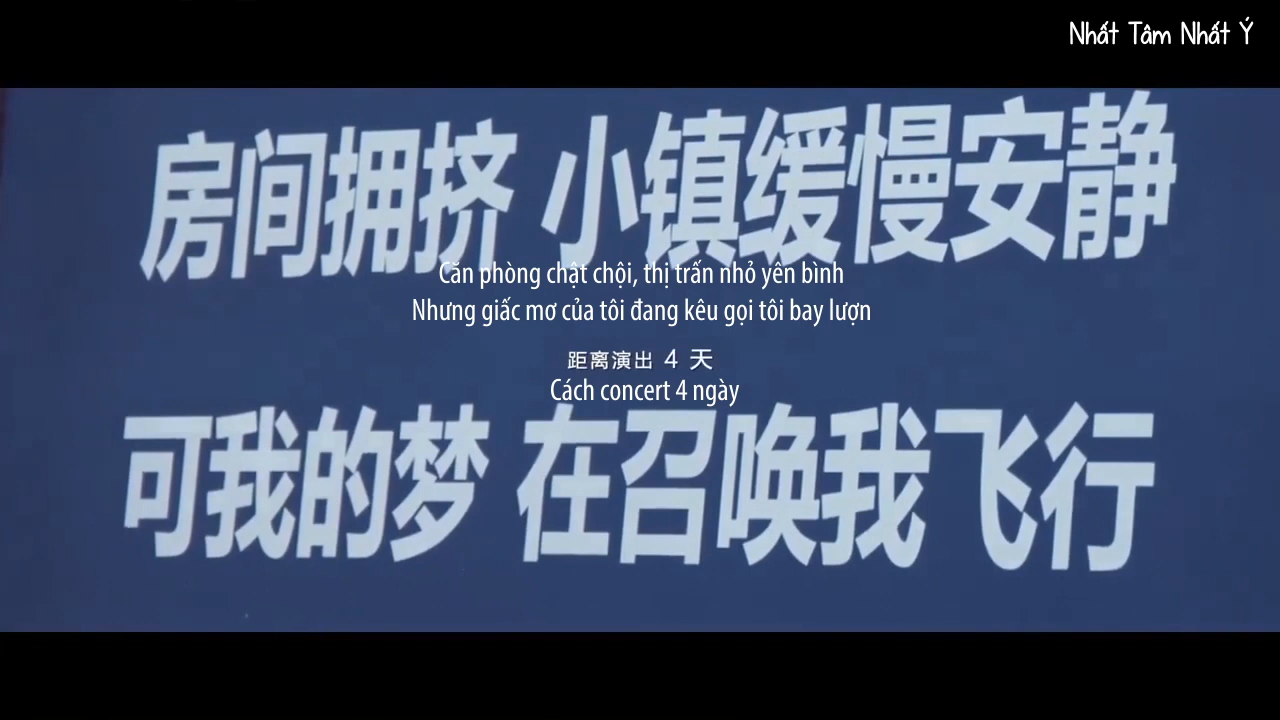 Nhất Tâm Nhất Ý
房间拥挤 小镇缓慢安静
Căn phòng chật chội, thị trấn nhỏ yên bình
Nhưng giấc mơ của tôi đang kêu gọi tôi bay lượn
距离演出 4 天
Cách concert 4 ngày
可我的梦 在召唤我飞行